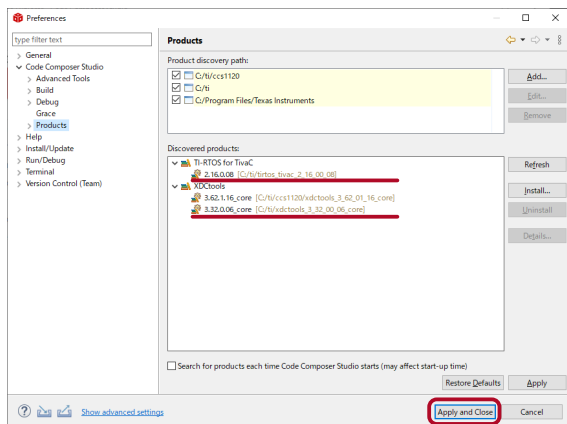 Preferences
type filter text
General
Code Composer Studio
Advanced Tools
Build
Debug
Grace
Products
Help
Install/Update
Run/Debug
Terminal
Version Control (Team)
Products
Product discovery path:
C:/ti/ccs1120
C:/ti
C:/Program Files/Texas Instruments
Add...
Edit...
Remove
Discovered products:
TI-RTOS for TivaC
2.16.0.08 [C:/ti/tirtos_tivac_2_16_00_08]
XDCtools
3.62.1.16_core [C:/ti/ccs1120/xdctools_3_62_01_16_core]
3.32.0.06_core [C:/ti/xdctools_3_32_00_06_core]
Refresh
Install...
Uninstall
Details...
Search for products each time Code Composer Studio starts (may affect start-up time)
Restore Defaults
Apply
Show advanced settings
Apply and Close
Cancel